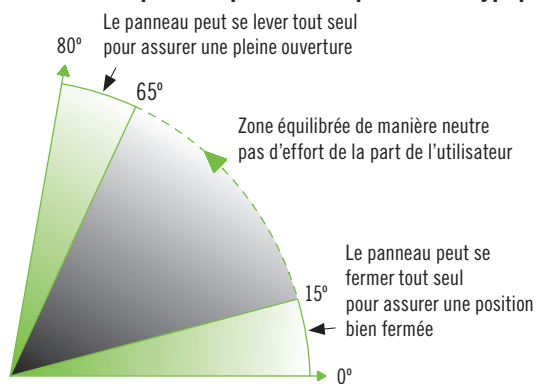 Le panneau peut se lever tout seul
pour assurer une pleine ouverture
80º
65º
Zone équilibrée de manière neutre
pas d’effort de la part de l’utilisateur
Le panneau peut se
fermer tout seul
pour assurer une position
bien fermée
15º
0º